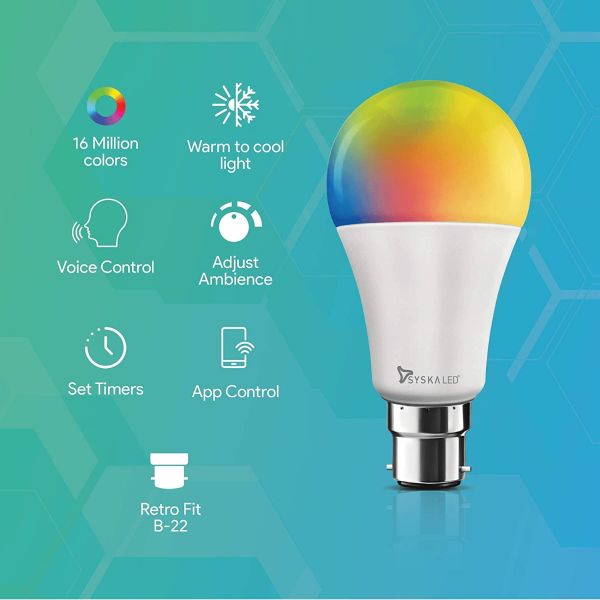 16 Million
colors
Warm to cool
light
Voice Control
Adjust
Ambience
Set Timers
App Control
Retro Fit
B-22
SYSKA LED